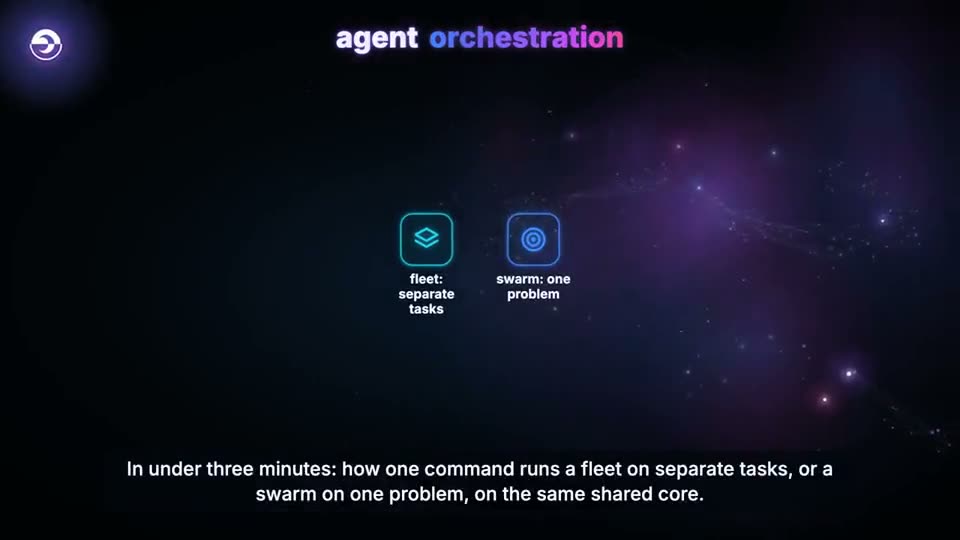 agent orchestration
fleet:
separate
tasks
swarm: one
problem
In under three minutes: how one command runs a fleet on separate tasks, or a
swarm on one problem, on the same shared core.